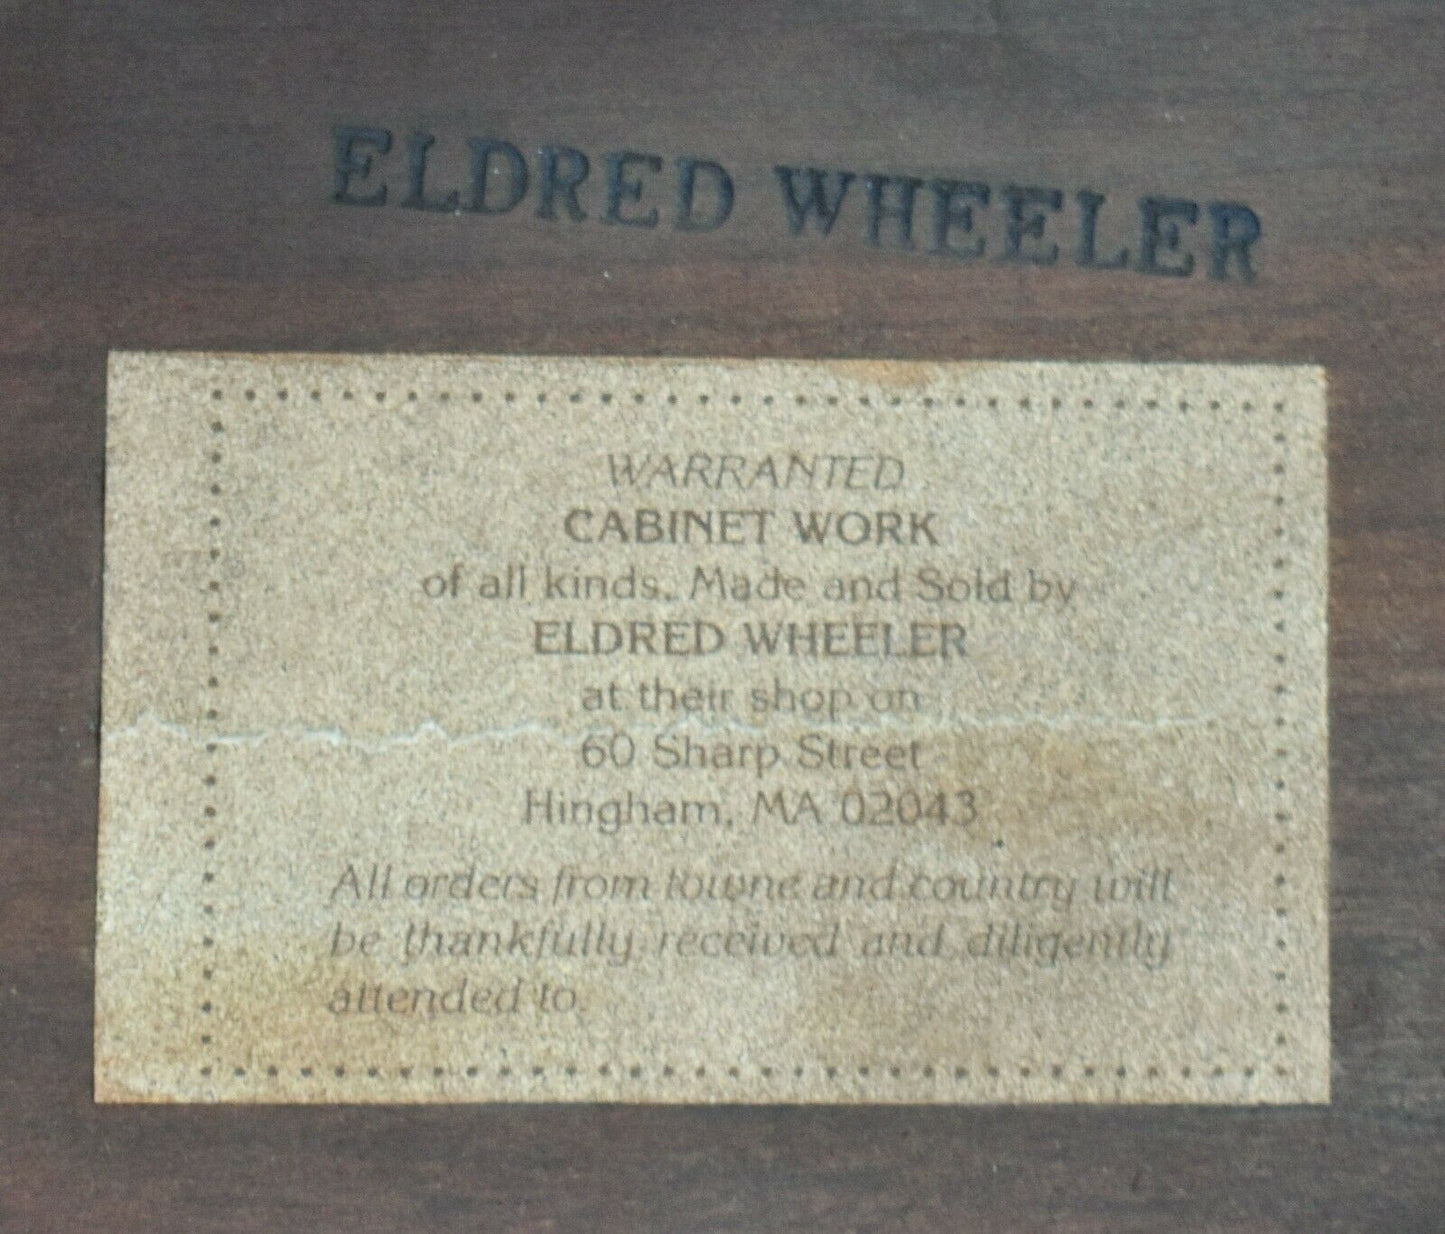 ELDRED WHEELER
WARRANTED
CABINET WORK
of all kinds, Made and Sold by
ELDRED WHEELER
at their shop on
60 Sharp Street
Hingham, MA 02043
All orders from towne and country will
be thankfully received and diligently
attended to.